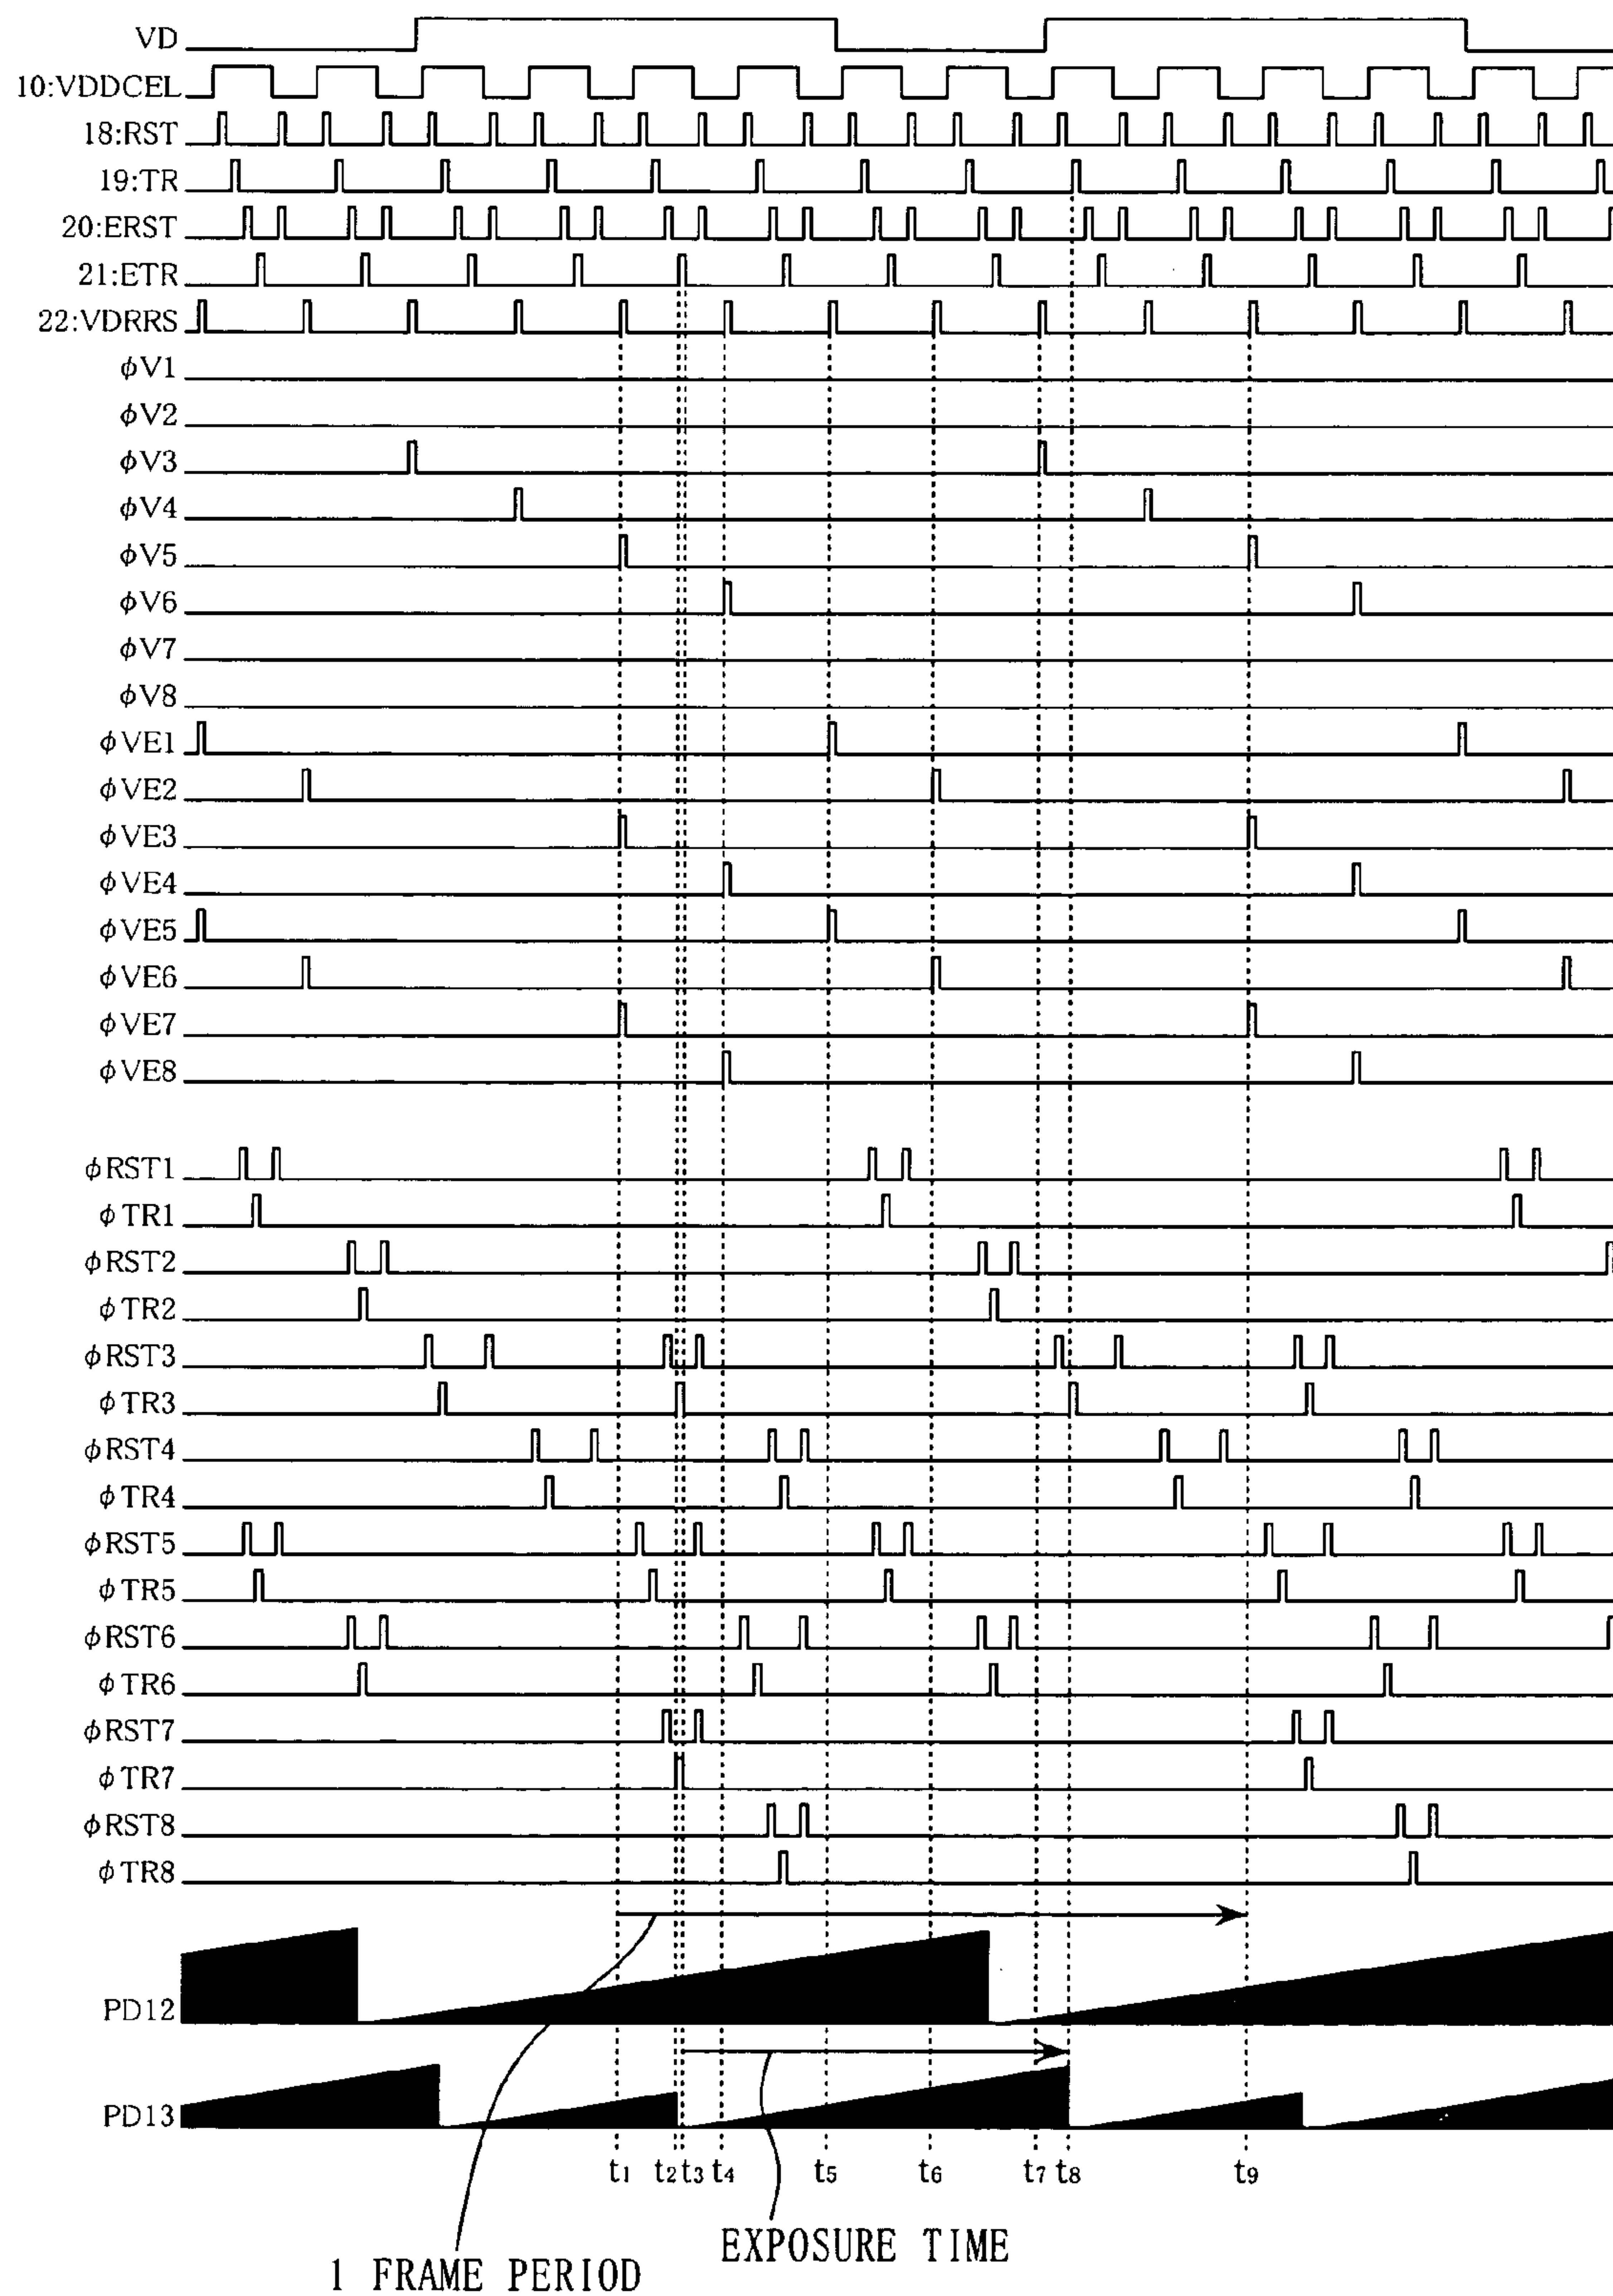 VD
10:VDDCEL
18:RST
19:TR
20:ERST
21:ETR
22:VDRRS
ϕV1
ϕV2
ϕV3
ϕV4
ϕV5
ϕV6
ϕV7
ϕV8
ϕVE1
ϕVE2
ϕVE3
ϕVE4
ϕVE5
ϕVE6
ϕVE7
ϕVE8
ϕRST1
ϕTR1
ϕRST2
ϕTR2
ϕRST3
ϕTR3
ϕRST4
ϕTR4
ϕRST5
ϕTR5
ϕRST6
ϕTR6
ϕRST7
ϕTR7
ϕRST8
ϕTR8
PD12
PD13
t1 t2 t3 t4 t5 t6 t7 t8 t9
EXPOSURE TIME
1 FRAME PERIOD